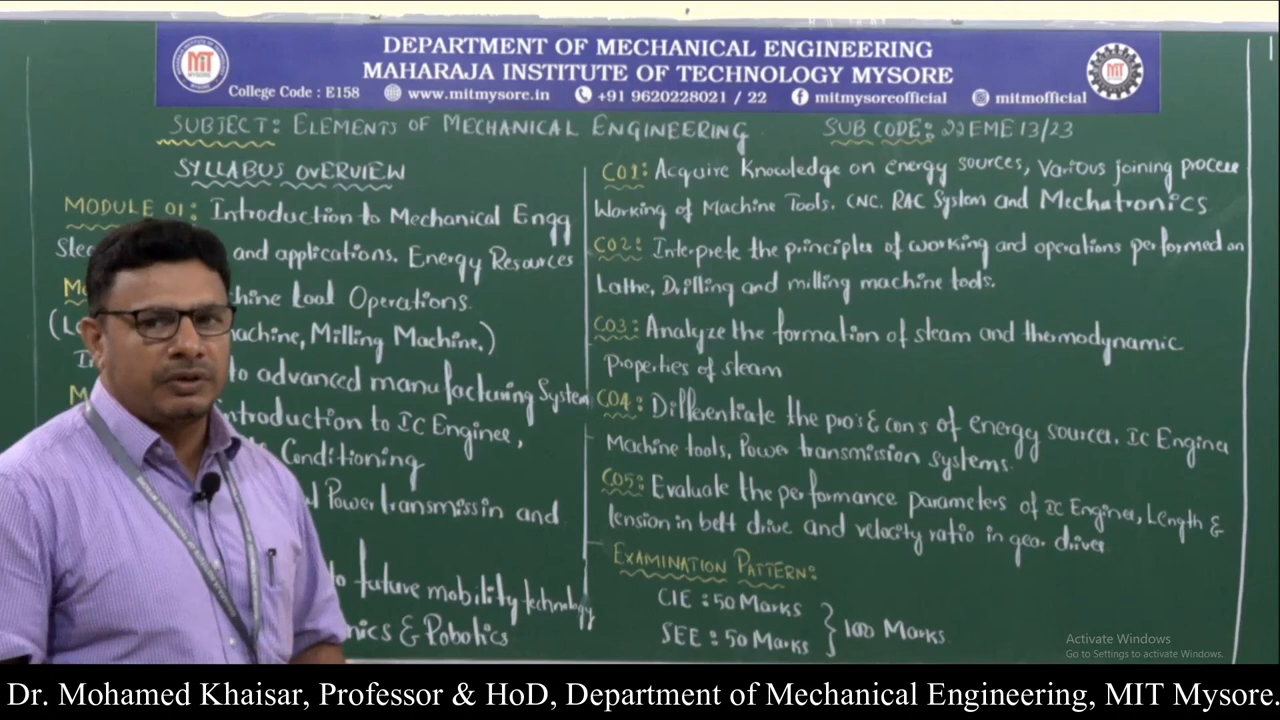 DEPARTMENT OF MECHANICAL ENGINEERING
MAHARAJA INSTITUTE OF TECHNOLOGY MYSORE
College Code : E158 www.mitmysore.in +91 9620228021 / 22 mitmysoreofficial mitmofficial
MiT
MYSORE
MIT
SUBJECT: ELEMENTS OF MECHANICAL ENGINEERING SUB CODE: 22EME13/23
SYLLABUS OVERVIEW
MODULE 01: Introduction to Mechanical Engg
and applications. Energy Resources
Tool Operations.
Milling Machine.)
to advanced manufacturing System
to IC Engines,
Conditioning
Power transmissin and
to future mobility technology
& Robotics
CO1: Acquire Knowledge on energy sources, Various joining process
Working of Machine Tools. CNC. RAC System and Mechatronics
CO2: Interprete the principles of working and operations performed on
Lathe, Drilling and milling machine tools.
CO3: Analyze the formation of steam and thermodynamic
Properties of steam
CO4: Differentiate the pro's & con's of energy sources. IC Engines
Machine tools, Power transmission systems.
CO5: Evaluate the performance parameters of IC Engines, Length &
tension in belt drive and velocity ratio in gear drives
EXAMINATION PATTERN:
CIE : 50 Marks
SEE : 50 Marks } 100 Marks
Activate Windows
Go to Settings to activate Windows.
Dr. Mohamed Khaisar, Professor & HoD, Department of Mechanical Engineering, MIT Mysore.